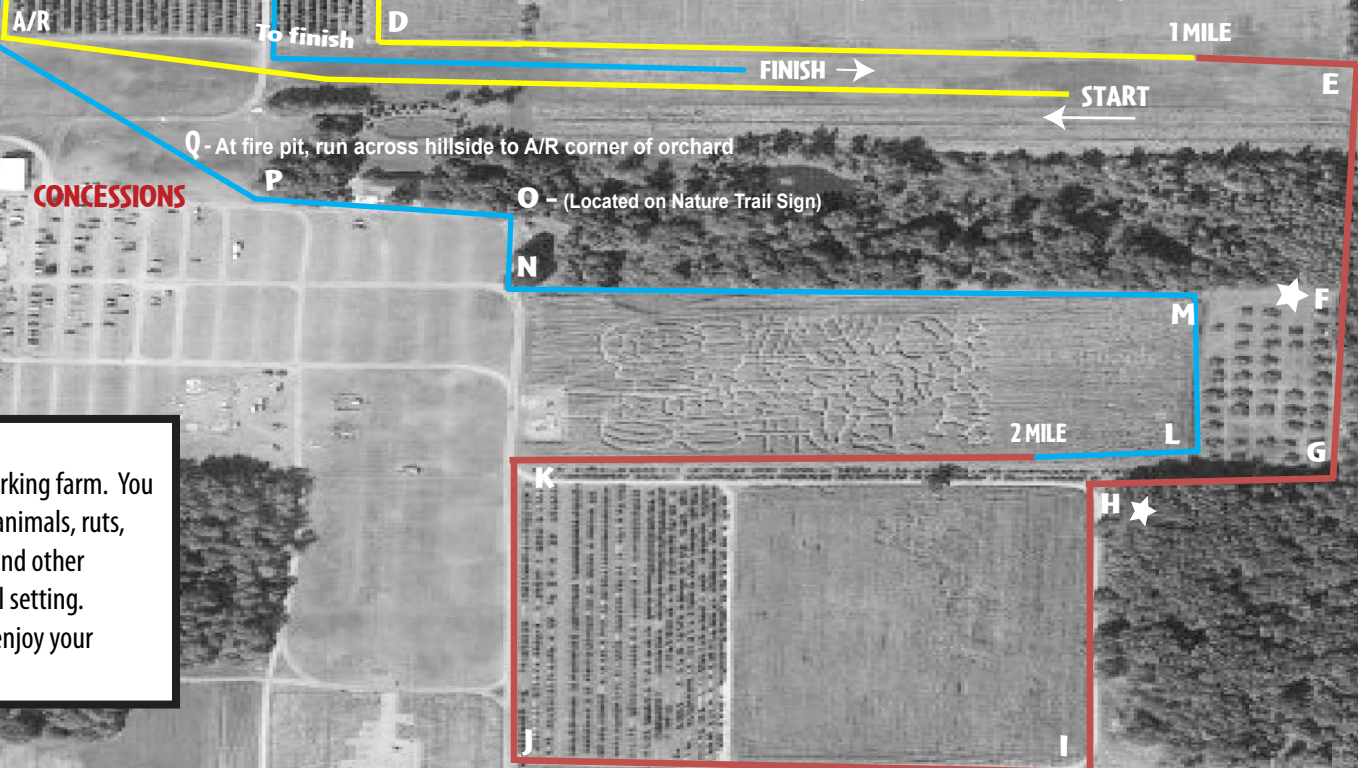 A/R
To finish
D
1 MILE
FINISH
E
START
Q - At fire pit, run across hillside to A/R corner of orchard
P
CONCESSIONS
O – (Located on Nature Trail Sign)
N
M
F
2 MILE
L
G
K
H
rking farm. You
animals, ruts,
nd other
l setting.
enjoy your
J
I